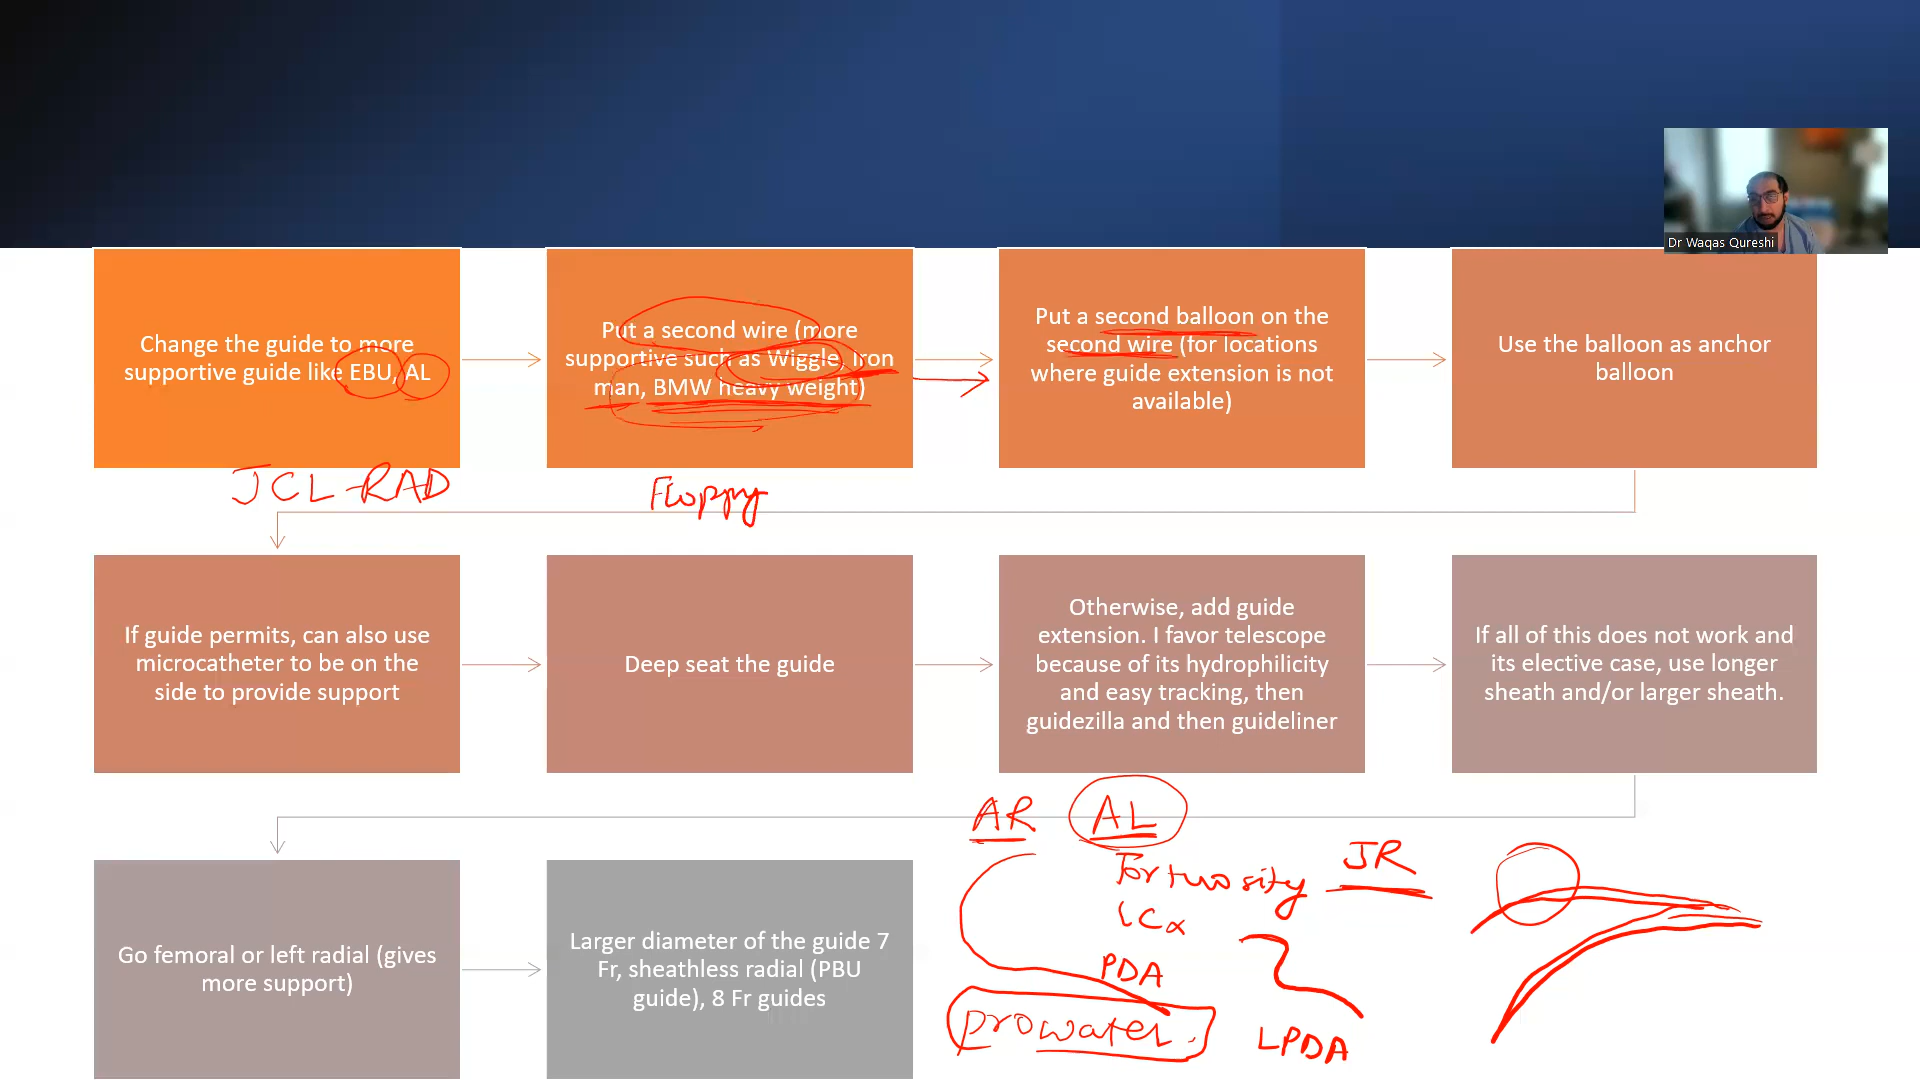 Dr Waqas Qureshi
Change the guide to more
supportive guide like EBU, AL
Put a second wire (more
supportive such as Wiggle, Iron
man, BMW heavy weight)
Put a second balloon on the
second wire (for locations
where guide extension is not
available)
Use the balloon as anchor
balloon
JCL-RAD
Floppy
If guide permits, can also use
microcatheter to be on the
side to provide support
Deep seat the guide
Otherwise, add guide
extension. I favor telescope
because of its hydrophilicity
and easy tracking, then
guidezilla and then guideliner
If all of this does not work and
its elective case, use longer
sheath and/or larger sheath.
AR
AL
JR
Tortuosity
LCx
PDA
prowater
LPDA
Go femoral or left radial (gives
more support)
Larger diameter of the guide 7
Fr, sheathless radial (PBU
guide), 8 Fr guides